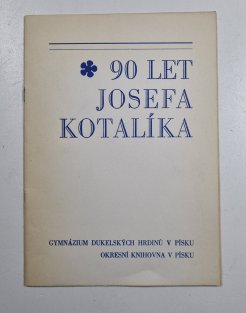 90 LET
JOSEFA
KOTALÍKA
GYMNÁZIUM DUKELSKÝCH HRDINŮ V PÍSKU
OKRESNÍ KNIHOVNA V PÍSKU